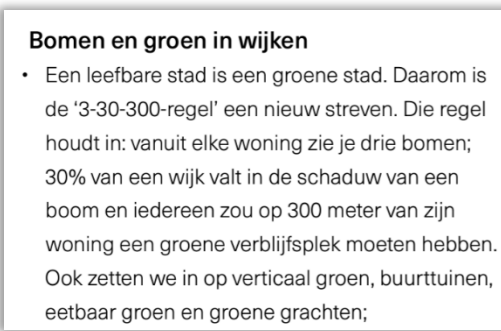 Bomen en groen in wijken
• Een leefbare stad is een groene stad. Daarom is
de ‘3-30-300-regel’ een nieuw streven. Die regel
houdt in: vanuit elke woning zie je drie bomen;
30% van een wijk valt in de schaduw van een
boom en iedereen zou op 300 meter van zijn
woning een groene verblijfsplek moeten hebben.
Ook zetten we in op verticaal groen, buurttuinen,
eetbaar groen en groene grachten;